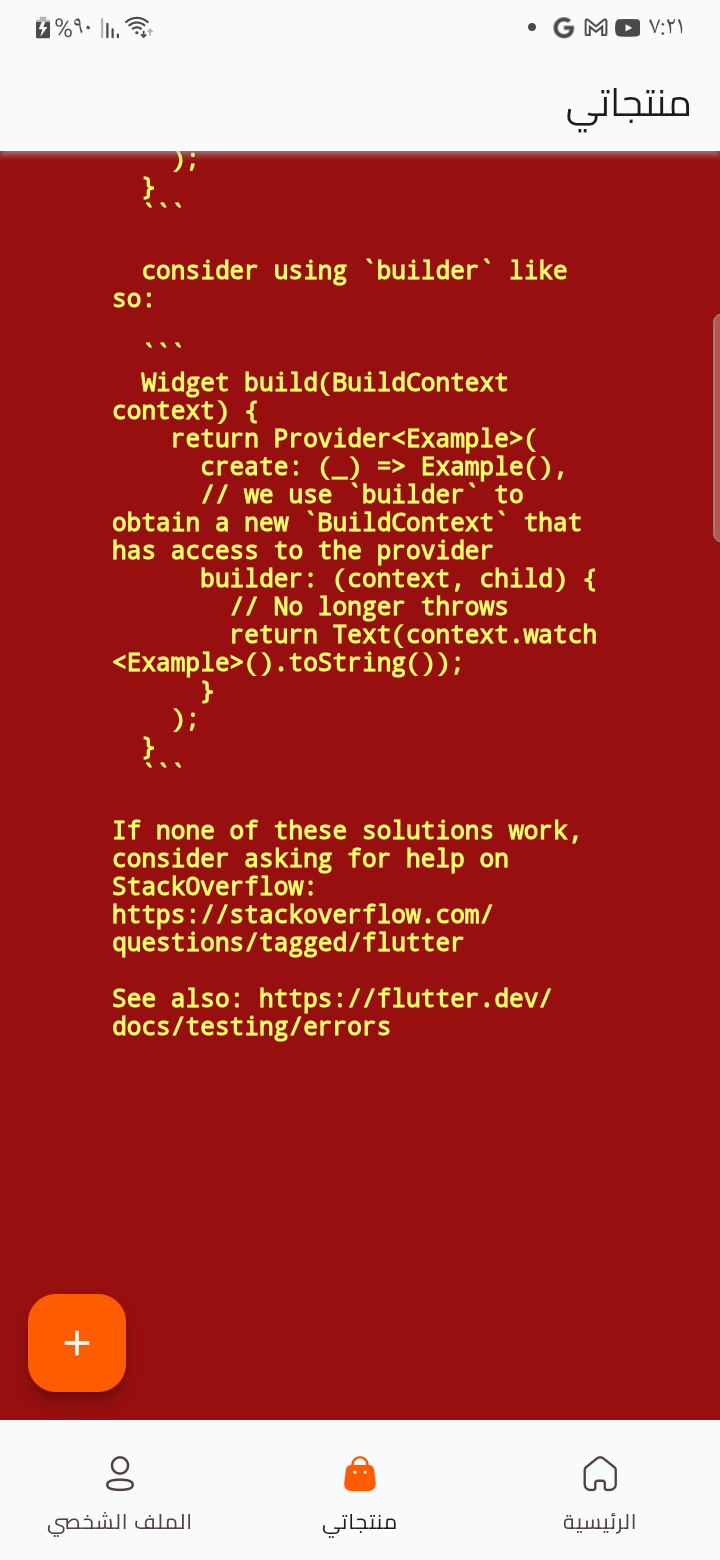 %٩٠
٧:٢١
منتجاتي
);
}
```
consider using `builder` like
so:
```
Widget build(BuildContext
context) {
return Provider<Example>(
create: (_) => Example(),
// we use `builder` to
obtain a new `BuildContext` that
has access to the provider
builder: (context, child) {
// No longer throws
return Text(context.watch
<Example>().toString());
}
);
}
```
If none of these solutions work,
consider asking for help on
StackOverflow:
https://stackoverflow.com/
questions/tagged/flutter
See also: https://flutter.dev/
docs/testing/errors
+
الرئيسية
منتجاتي
الملف الشخصي